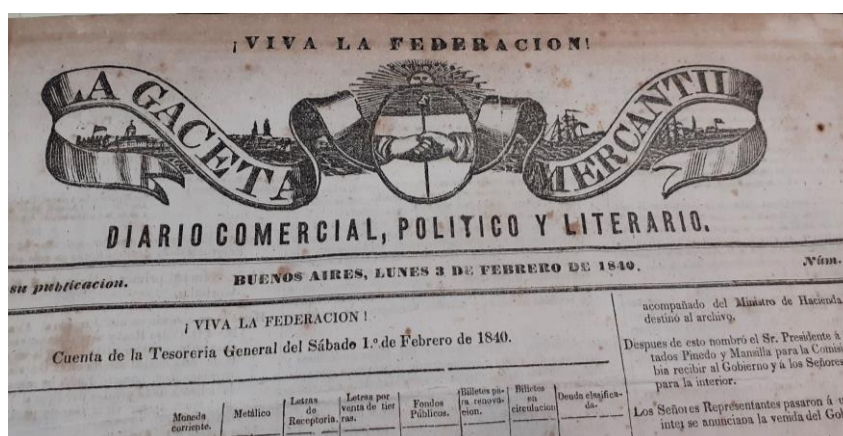 ¡VIVA LA FEDERACION!
LA GACETA MERCANTIL
DIARIO COMERCIAL, POLITICO Y LITERARIO.
su publicacion.
BUENOS AIRES, LUNES 3 DE FEBRERO DE 1840.
Núm.
¡ VIVA LA FEDERACION !
Cuenta de la Tesoreria General del Sábado 1.º de Febrero de 1840.
Moneda
corriente.
Metálico
Letras
de
Receptoria.
Letras por
venta de tier
ras.
Fondos
Públicos.
Billetes pa-
ra renova-
cion.
Billetes
en
circulacion
Deuda clasifica-
da.
acompañado del Ministro de Hacienda
destinó al archivo.
Despues de esto nombró el Sr. Presidente á
tados Pinedo y Mansilla para la Comisi
bia recibir al Gobierno y á los Señores
para la interior.
Los Señores Representantes pasaron á
se anunciaba la venida del Gob